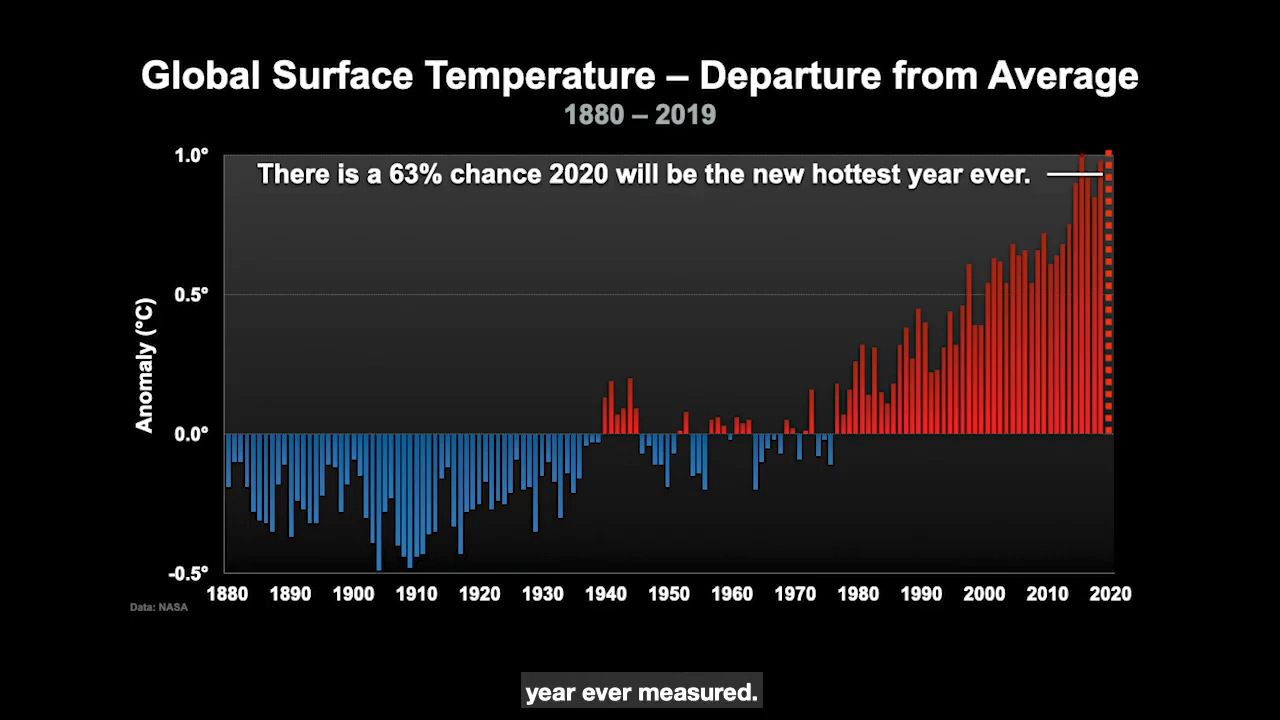 Global Surface Temperature – Departure from Average
1880 – 2019
1.0°
There is a 63% chance 2020 will be the new hottest year ever.
0.5°
Anomaly (°C)
0.0°
-0.5°
1880 1890 1900 1910 1920 1930 1940 1950 1960 1970 1980 1990 2000 2010 2020
Data: NASA
year ever measured.